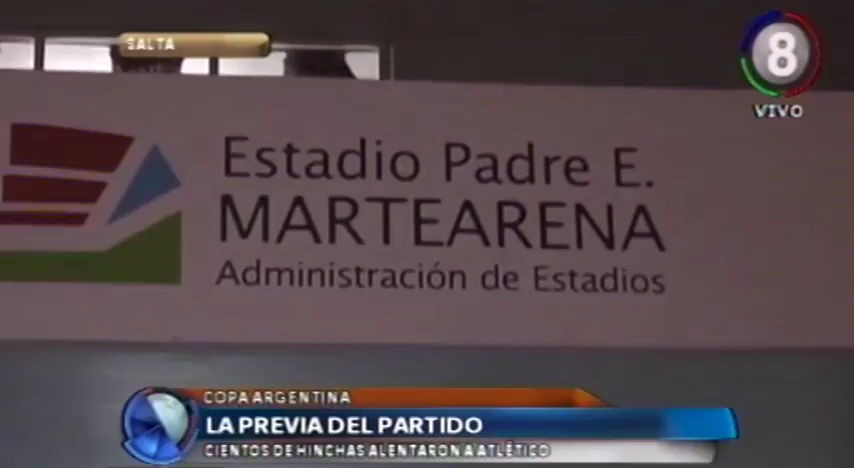 SALTA
8
VIVO
Estadio Padre E.
MARTEARENA
Administración de Estadios
COPA ARGENTINA
LA PREVIA DEL PARTIDO
CIENTOS DE HINCHAS ALENTARON A ATLÉTICO